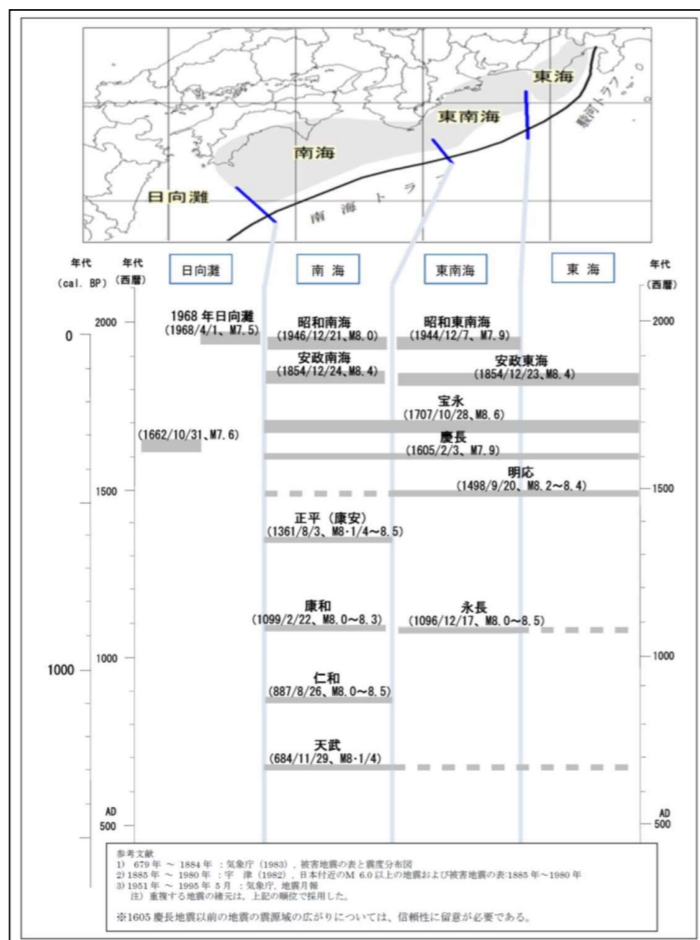 東海
東南海
駿河トラフ
南海
日向灘
南海トラフ
年代
(cal. BP)
年代
(西暦)
日向灘
南 海
東南海
東 海
年代
(西暦)
1968 年日向灘
(1968/4/1、M7.5)
昭和南海
(1946/12/21、M8.0)
昭和東南海
(1944/12/7、M7.9)
2000
2000
0
安政南海
(1854/12/24、M8.4)
安政東海
(1854/12/23、M8.4)
宝永
(1707/10/28、M8.6)
(1662/10/31、M7.6)
慶長
(1605/2/3、M7.9)
明応
(1498/9/20、M8.2～8.4)
1500
1500
正平（康安）
(1361/8/3、M8·1/4～8.5)
康和
(1099/2/22、M8.0～8.3)
永長
(1096/12/17、M8.0～8.5)
1000
1000
1000
仁和
(887/8/26、M8.0～8.5)
天武
(684/11/29、M8·1/4)
AD
500
AD
500
参考文献
1) 679年 ～ 1884年 ：気象庁（1983）, 被害地震の表と震度分布図
2) 1885年 ～ 1980年 ：宇 津（1982）, 日本付近のM 6.0以上の地震および被害地震の表:1885年～1980年
3) 1951年 ～ 1995年 5月 ：気象庁, 地震月報
注）重複する地震の諸元は、上記の順位で採用した。
※1605 慶長地震以前の地震の震源域の広がりについては、信頼性に留意が必要である。